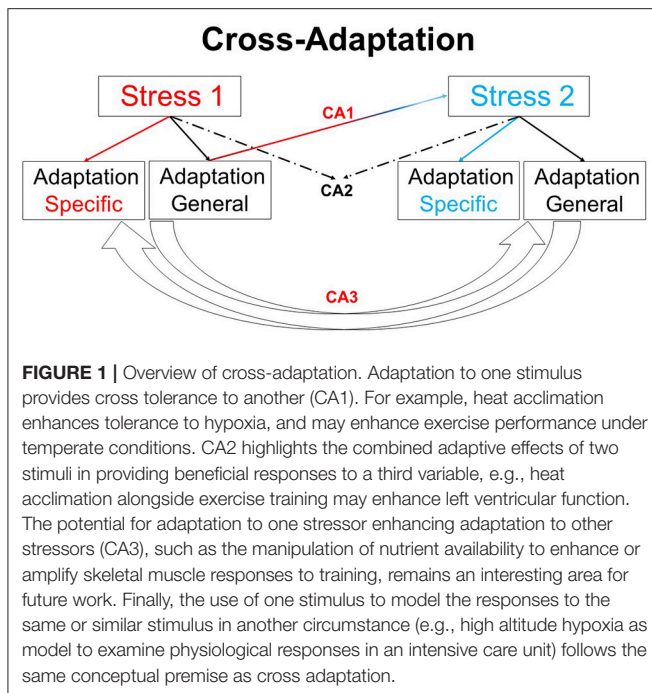 Cross-Adaptation
Stress 1
Stress 2
CA1
CA2
Adaptation
Specific
Adaptation
General
Adaptation
Specific
Adaptation
General
CA3
FIGURE 1 | Overview of cross-adaptation. Adaptation to one stimulus
provides cross tolerance to another (CA1). For example, heat acclimation
enhances tolerance to hypoxia, and may enhance exercise performance under
temperate conditions. CA2 highlights the combined adaptive effects of two
stimuli in providing beneficial responses to a third variable, e.g., heat
acclimation alongside exercise training may enhance left ventricular function.
The potential for adaptation to one stressor enhancing adaptation to other
stressors (CA3), such as the manipulation of nutrient availability to enhance or
amplify skeletal muscle responses to training, remains an interesting area for
future work. Finally, the use of one stimulus to model the responses to the
same or similar stimulus in another circumstance (e.g., high altitude hypoxia as
model to examine physiological responses in an intensive care unit) follows the
same conceptual premise as cross adaptation.